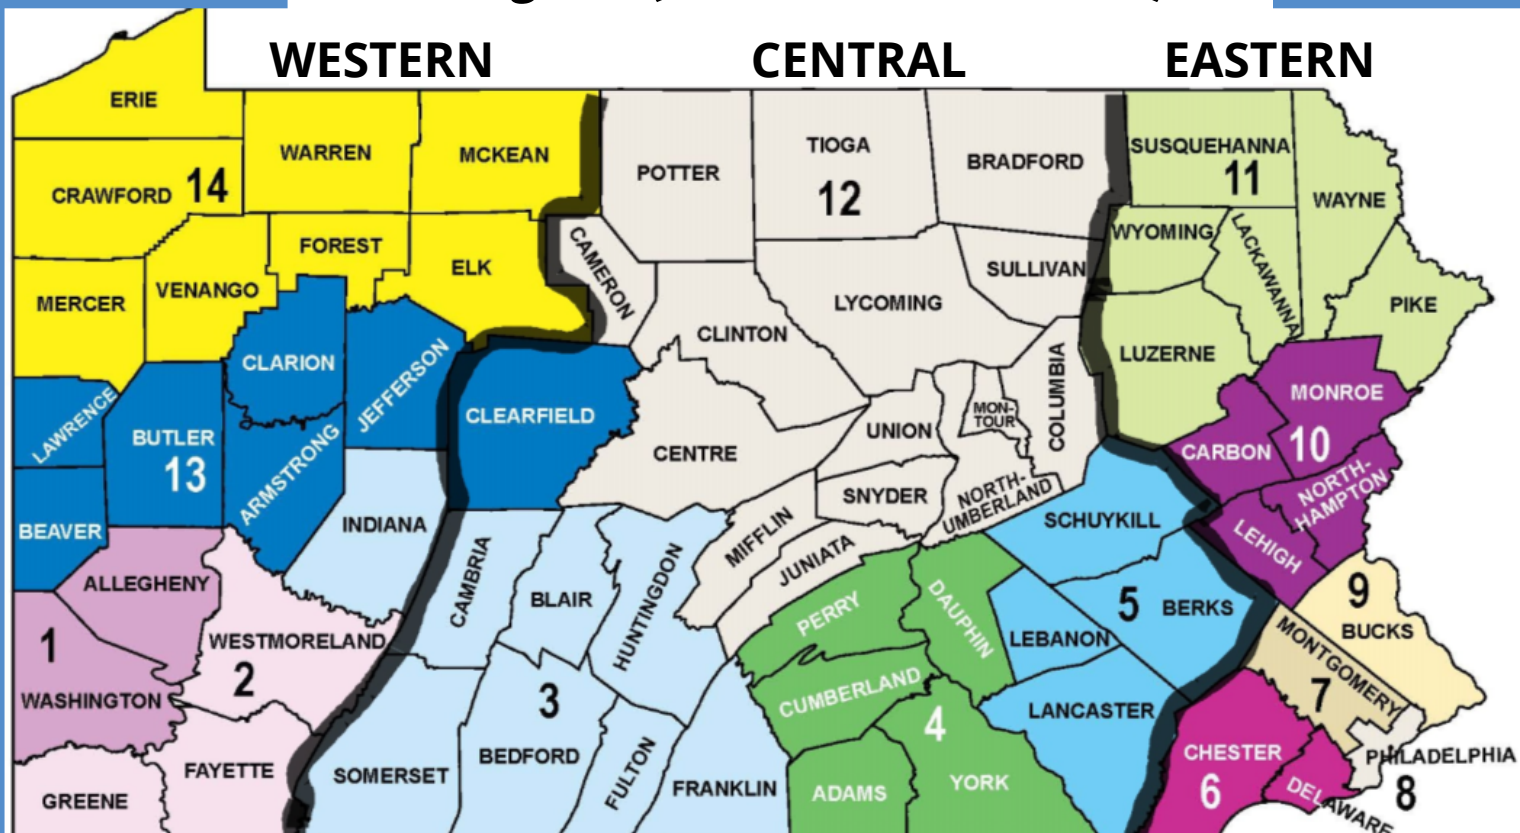 WESTERN CENTRAL EASTERN
ERIE
WARREN
MCKEAN
POTTER
TIOGA
12
BRADFORD
SUSQUEHANNA
11
WAYNE
CRAWFORD 14
FOREST
ELK
CAMERON
WYOMING
LACKAWANNA
MERCER
VENANGO
SULLIVAN
LYCOMING
PIKE
CLINTON
CLARION
JEFFERSON
LUZERNE
COLUMBIA
MONROE
10
LAWRENCE
BUTLER
13
CLEARFIELD
MON-
TOUR
UNION
CENTRE
CARBON
ARMSTRONG
SNYDER
NORTH-
UMBERLAND
NORTH-
HAMPTON
BEAVER
INDIANA
MIFFLIN
SCHUYKILL
LEHIGH
ALLEGHENY
CAMBRIA
BLAIR
HUNTINGDON
JUNIATA
PERRY
DAUPHIN
5 BERKS
9
BUCKS
1
WESTMORELAND
2
LEBANON
MONTGOMERY
7
WASHINGTON
3
CUMBERLAND
LANCASTER
4
BEDFORD
FAYETTE
SOMERSET
FULTON
FRANKLIN
YORK
CHESTER
6
PHILADELPHIA
8
GREENE
ADAMS
DELAWARE